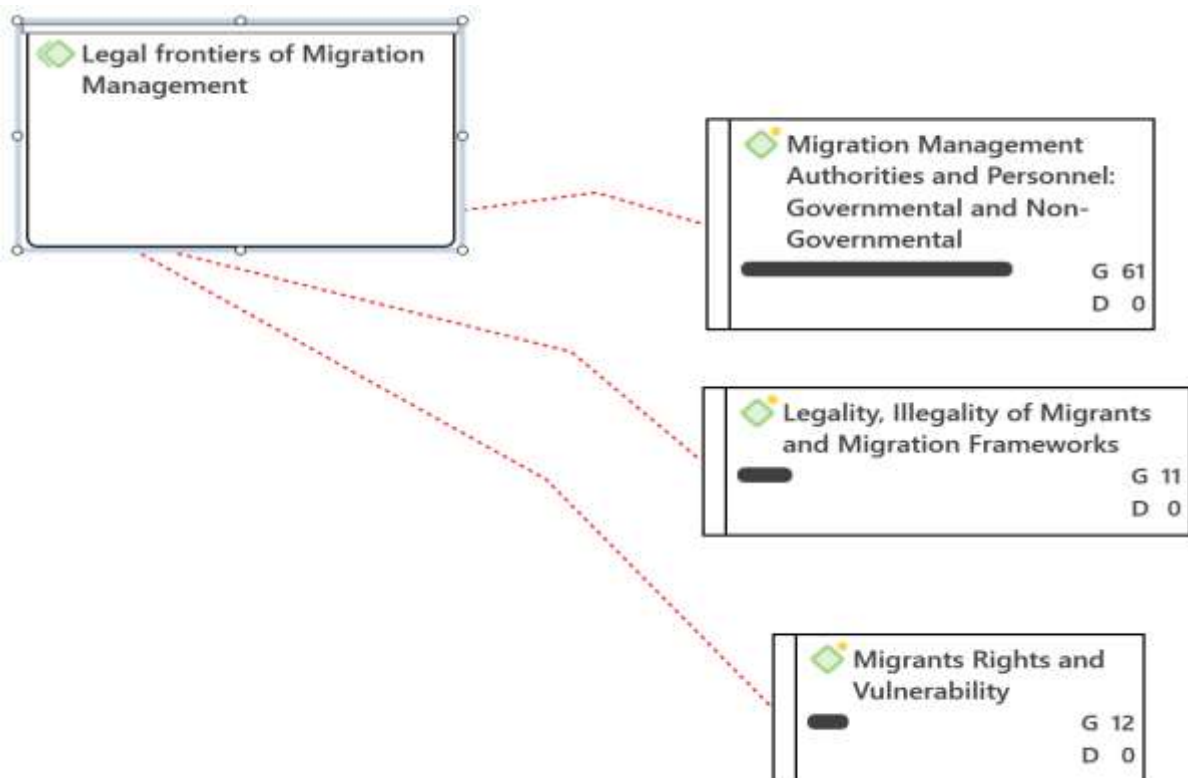 Legal frontiers of Migration
Management
Migration Management
Authorities and Personnel:
Governmental and Non-
Governmental
G 61
D 0
Legality, Illegality of Migrants
and Migration Frameworks
G 11
D 0
Migrants Rights and
Vulnerability
G 12
D 0